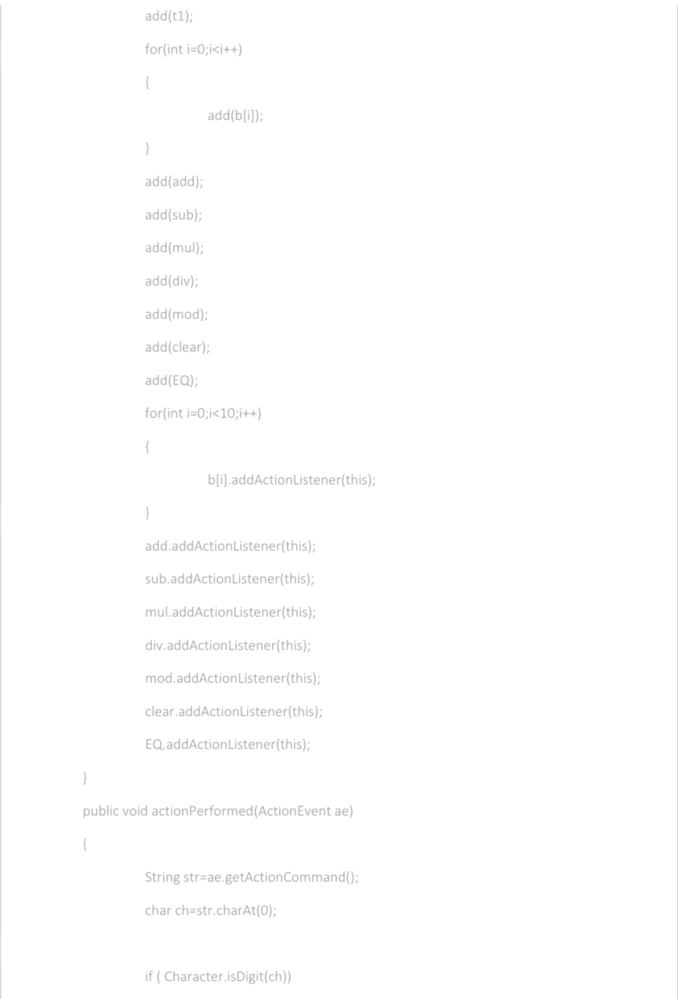 add(t1);
for(int i=0;i<i++)
{
add(b[i]);
}
add(add);
add(sub);
add(mul);
add(div);
add(mod);
add(clear);
add(EQ);
for(int i=0;i<10;i++)
{
b[i].addActionListener(this);
}
add.addActionListener(this);
sub.addActionListener(this);
mul.addActionListener(this);
div.addActionListener(this);
mod.addActionListener(this);
clear.addActionListener(this);
EQ.addActionListener(this);
}
public void actionPerformed(ActionEvent ae)
{
String str=ae.getActionCommand();
char ch=str.charAt(0);
if ( Character.isDigit(ch))